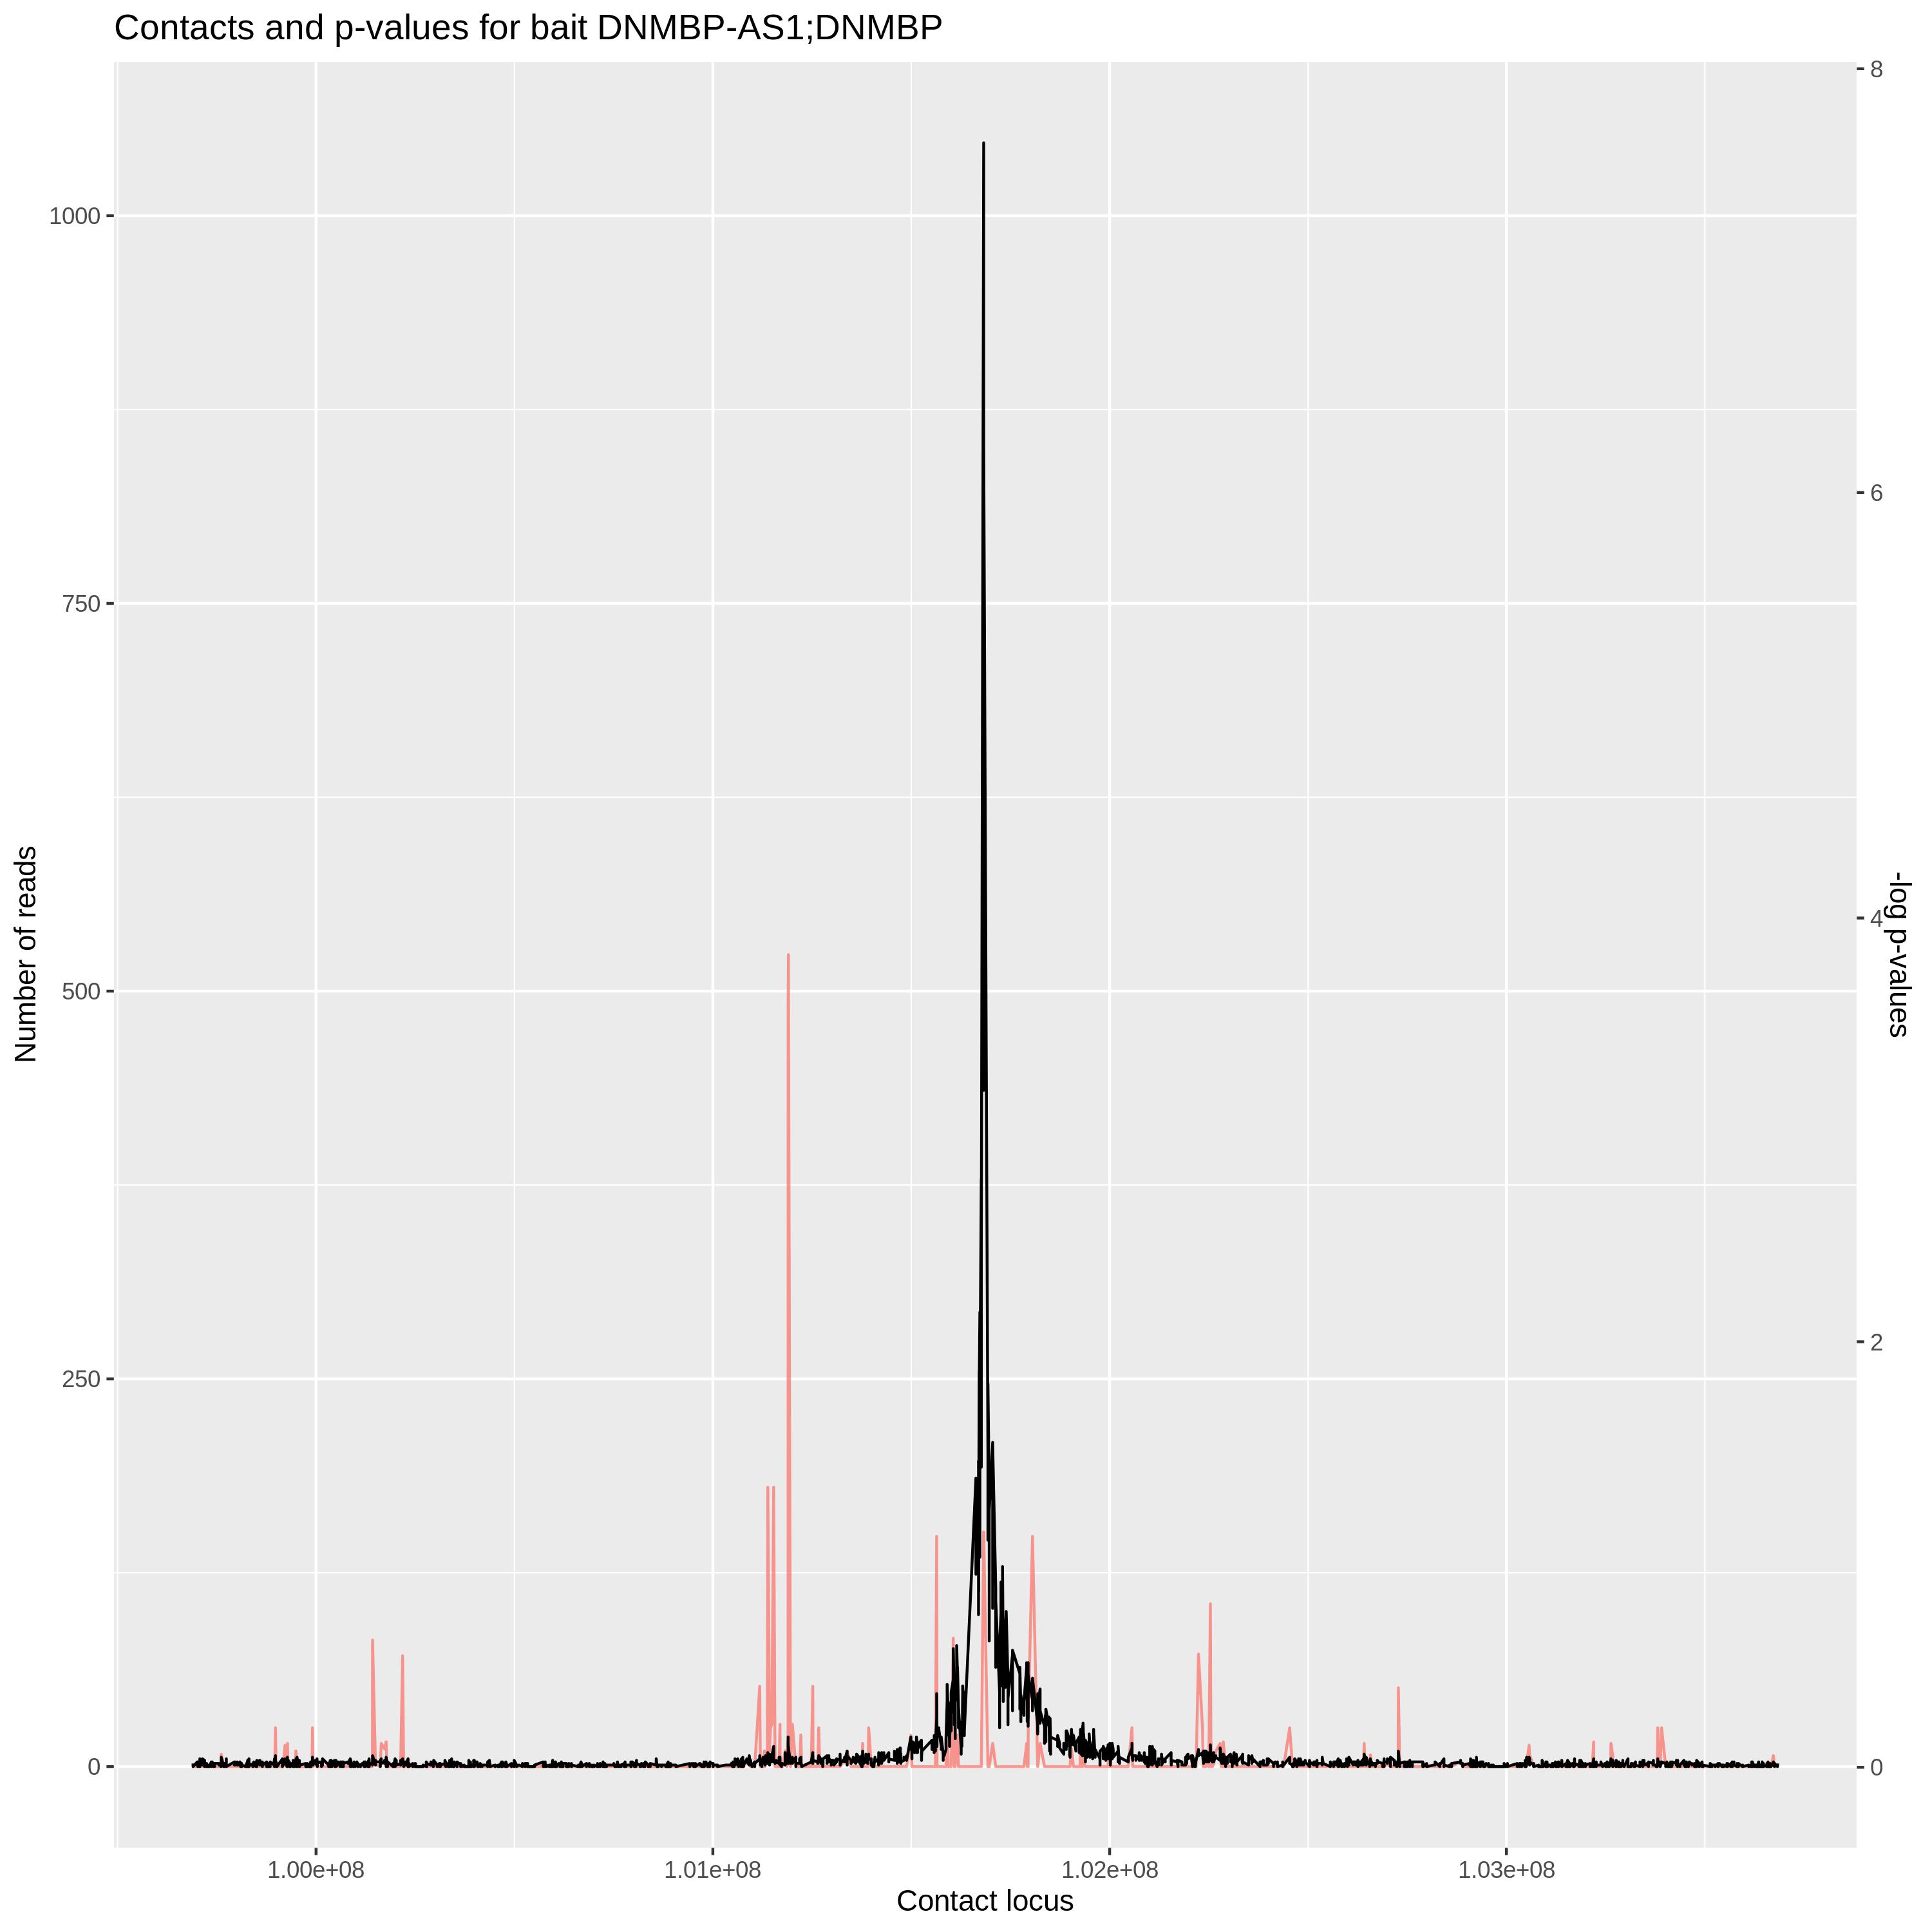 Contacts and p-values for bait DNMBP-AS1;DNMBP
1000
750
500
250
0
Number of reads
8
6
4
2
0
-log p-values
1.00e+08
1.01e+08
1.02e+08
1.03e+08
Contact locus